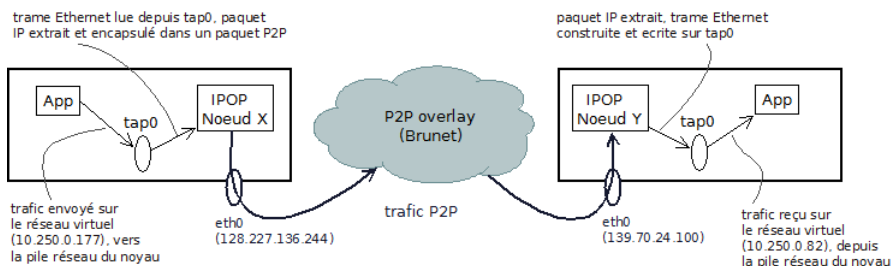 trame Ethernet lue depuis tap0, paquet
IP extrait et encapsulé dans un paquet P2P
paquet IP extrait, trame Ethernet
construite et ecrite sur tap0
App
tap0
IPOP
Noeud X
P2P overlay
(Brunet)
IPOP
Noeud Y
tap0
App
trafic envoyé sur
le réseau virtuel
(10.250.0.177), vers
la pile réseau du noyau
eth0
(128.227.136.244)
trafic P2P
eth0
(139.70.24.100)
trafic reçu sur
le réseau virtuel
(10.250.0.82), depuis
la pile réseau du noyau